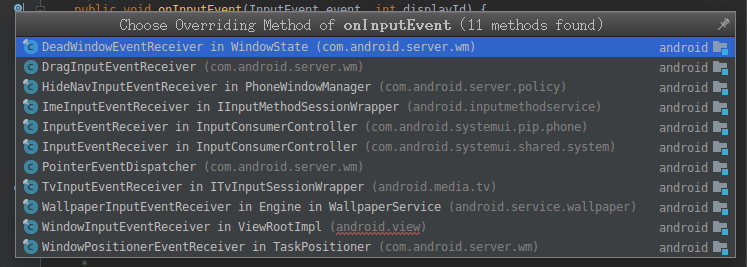 public void onInputEvent(InputEvent event, int displayId) {
Choose Overriding Method of onInputEvent (11 methods found)
DeadWindowEventReceiver in WindowState (com.android.server.wm) android
DragInputEventReceiver (com.android.server.wm) android
HideNavInputEventReceiver in PhoneWindowManager (com.android.server.policy) android
ImeInputEventReceiver in IInputMethodSessionWrapper (android.inputmethodservice) android
InputEventReceiver in InputConsumerController (com.android.systemui.pip.phone) android
InputEventReceiver in InputConsumerController (com.android.systemui.shared.system) android
PointerEventDispatcher (com.android.server.wm) android
TvInputEventReceiver in ITvInputSessionWrapper (android.media.tv) android
WallpaperInputEventReceiver in Engine in WallpaperService (android.service.wallpaper) android
WindowInputEventReceiver in ViewRootImpl (android.view) android
WindowPositionerEventReceiver in TaskPositioner (com.android.server.wm) android
*